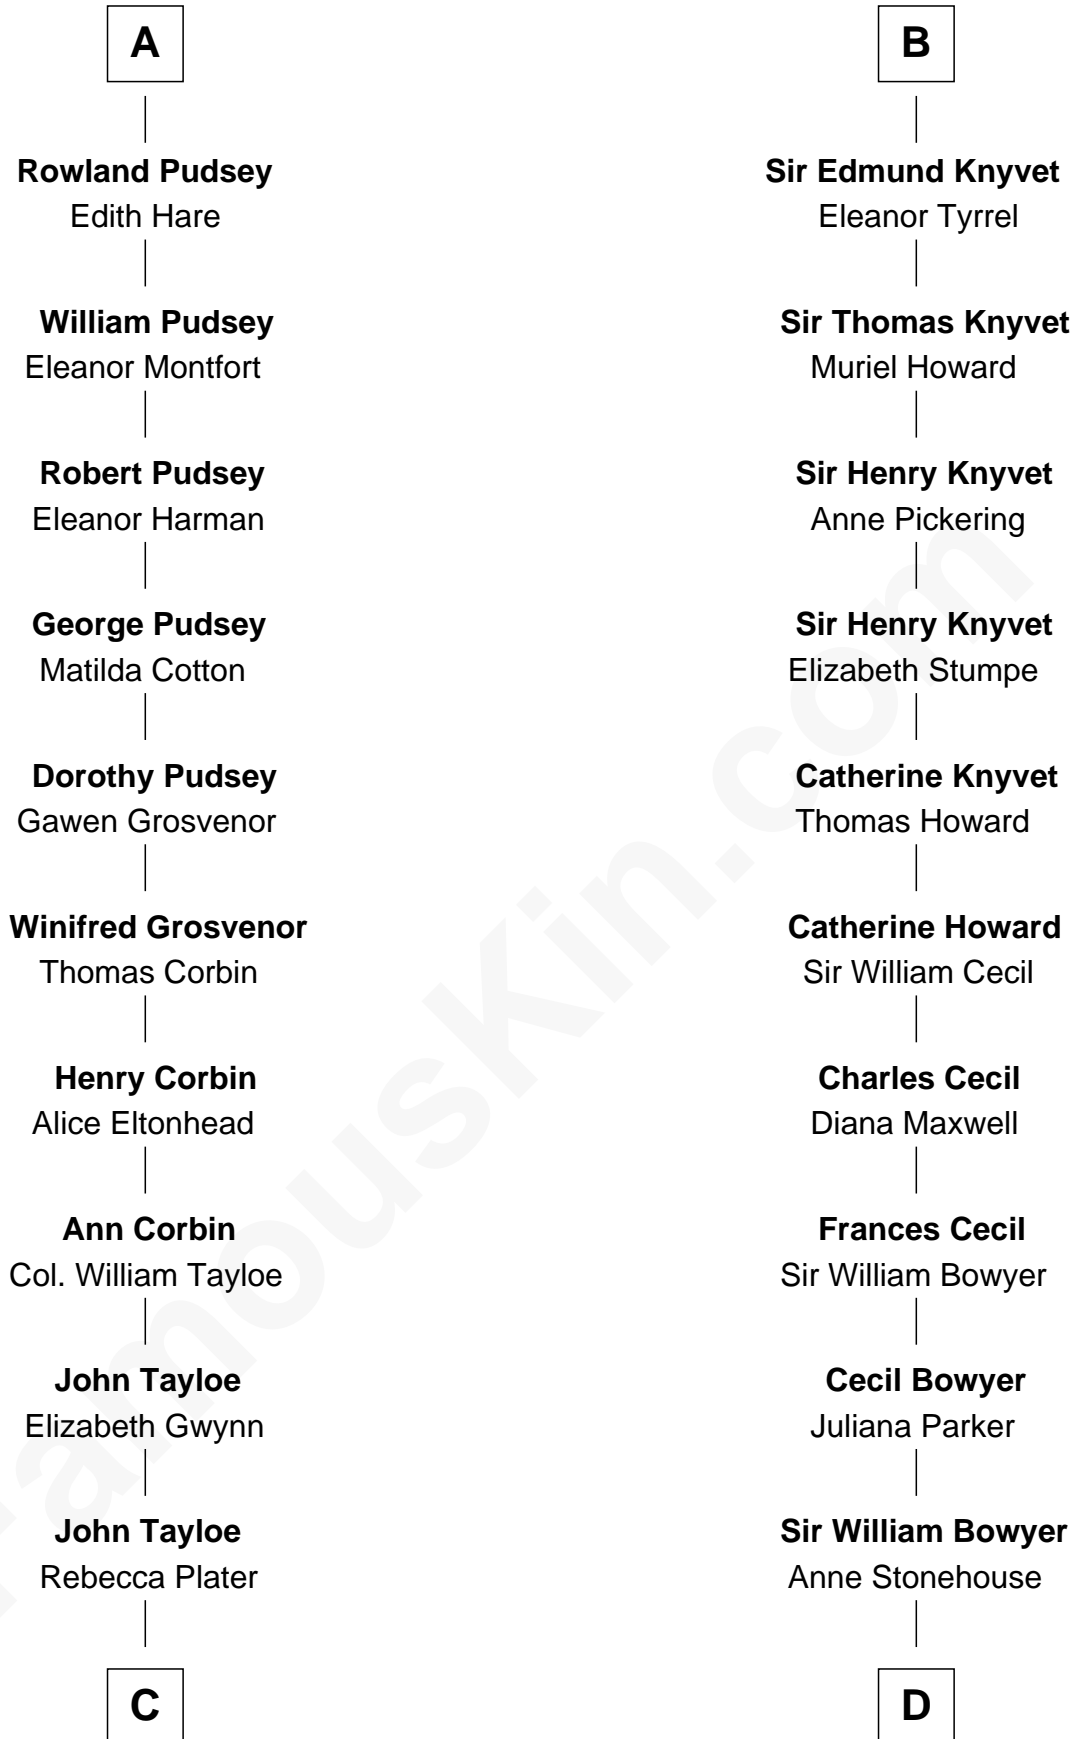 A
Rowland Pudsey
Edith Hare
William Pudsey
Eleanor Montfort
Robert Pudsey
Eleanor Harman
George Pudsey
Matilda Cotton
Dorothy Pudsey
Gawen Grosvenor
Winifred Grosvenor
Thomas Corbin
Henry Corbin
Alice Eltonhead
Ann Corbin
Col. William Tayloe
John Tayloe
Elizabeth Gwynn
John Tayloe
Rebecca Plater
C
B
Sir Edmund Knyvet
Eleanor Tyrrel
Sir Thomas Knyvet
Muriel Howard
Sir Henry Knyvet
Anne Pickering
Sir Henry Knyvet
Elizabeth Stumpe
Catherine Knyvet
Thomas Howard
Catherine Howard
Sir William Cecil
Charles Cecil
Diana Maxwell
Frances Cecil
Sir William Bowyer
Cecil Bowyer
Juliana Parker
Sir William Bowyer
Anne Stonehouse
D
FamousKin.com